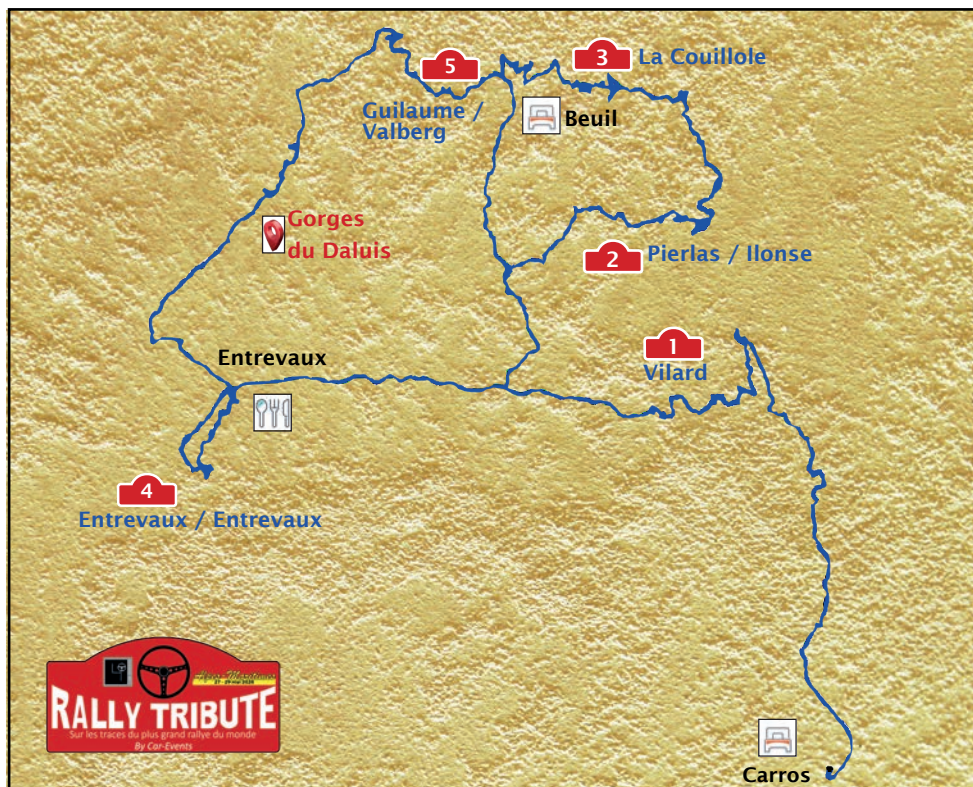 5
3
La Couillole
Guilaume /
Valberg
Beuil
Gorges
du Daluis
2
Pierlas / Ilonse
1
Vilard
Entrevaux
4
Entrevaux / Entrevaux
RALLY TRIBUTE
Sur les traces du plus grand rallye du monde
By Car-Events
Carros